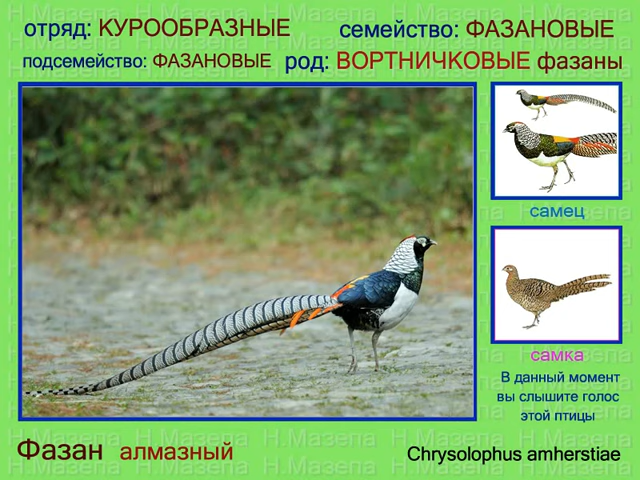 отряд: КУРООБРАЗНЫЕ семейство: ФАЗАНОВЫЕ
подсемейство: ФАЗАНОВЫЕ род: ВОРТНИЧКОВЫЕ фазаны
самец
самка
В данный момент
вы слышите голос
этой птицы
Фазан алмазный Chrysolophus amherstiae
Н.Мазепа